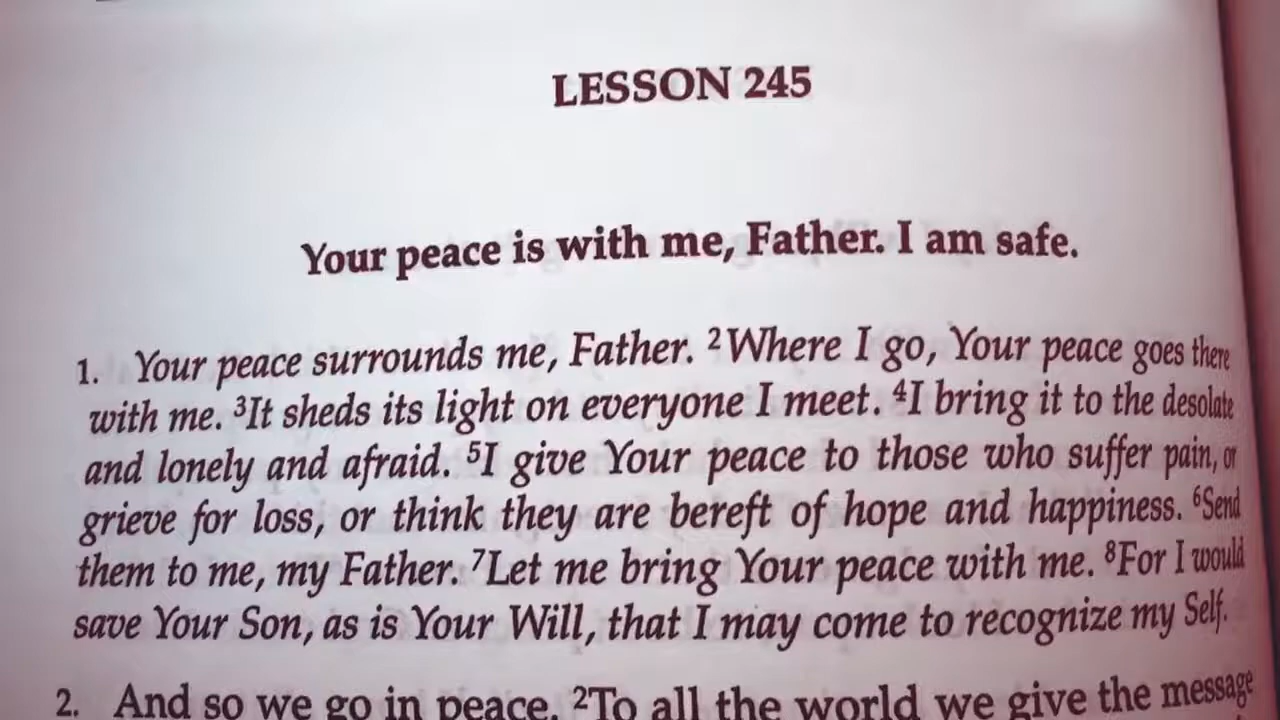 LESSON 245
Your peace is with me, Father. I am safe.
1. Your peace surrounds me, Father. ²Where I go, Your peace goes there
with me. ³It sheds its light on everyone I meet. ⁴I bring it to the desolate
and lonely and afraid. ⁵I give Your peace to those who suffer pain, or
grieve for loss, or think they are bereft of hope and happiness. ⁶Send
them to me, my Father. ⁷Let me bring Your peace with me. ⁸For I would
save Your Son, as is Your Will, that I may come to recognize my Self.
2. And so we go in peace. ²To all the world we give the message